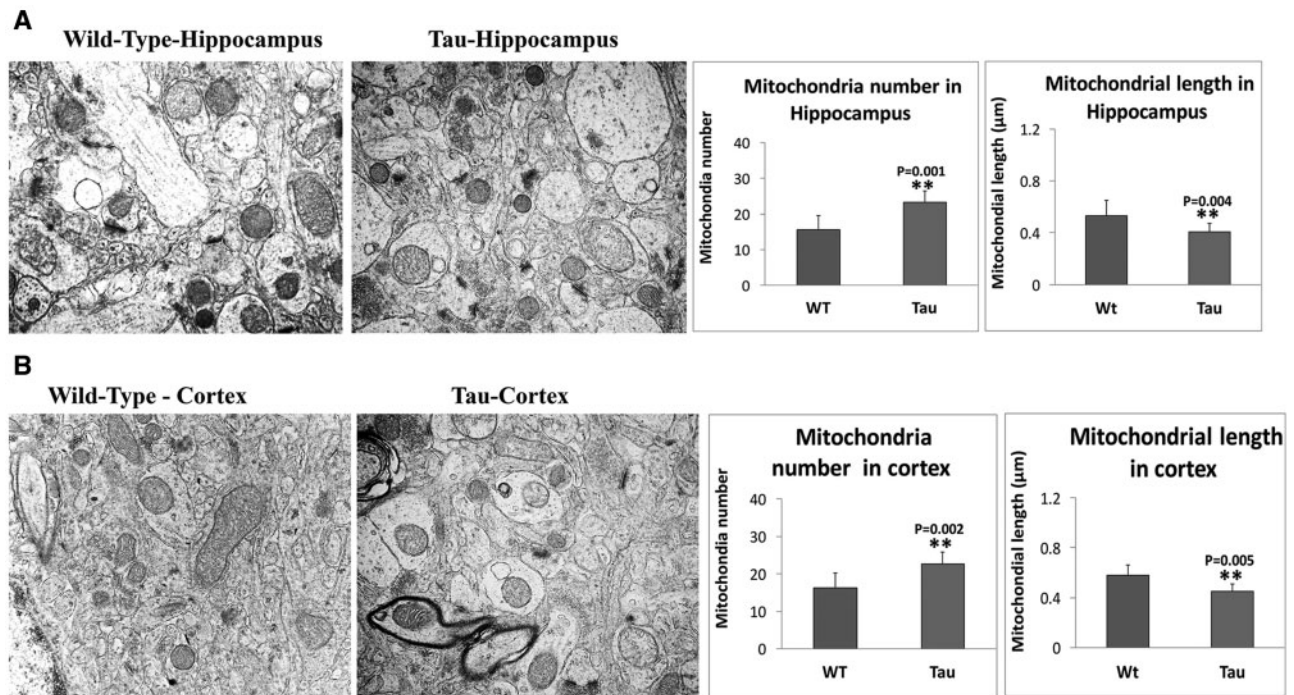 A
Wild-Type-Hippocampus
Tau-Hippocampus
Mitochondria number in
Hippocampus
Mitochondia number
40
30
20
10
0
P=0.001
**
WT
Tau
Mitochondrial length in
Hippocampus
Mitochondial length (µm)
1.2
0.8
0.4
0
P=0.004
**
Wt
Tau
B
Wild-Type - Cortex
Tau-Cortex
Mitochondria
number in cortex
Mitochondria number
40
30
20
10
0
P=0.002
**
WT
Tau
Mitochondrial length
in cortex
Mitochondial length (µm)
1.2
0.8
0.4
0
P=0.005
**
Wt
Tau